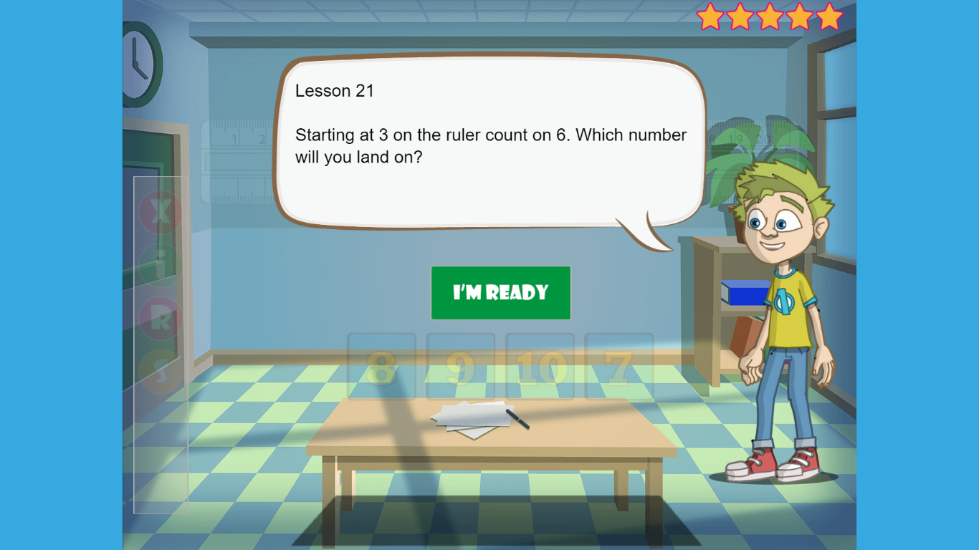 Lesson 21
Starting at 3 on the ruler count on 6. Which number
will you land on?
I'M READY
8 9 10 7
X
i
R
S